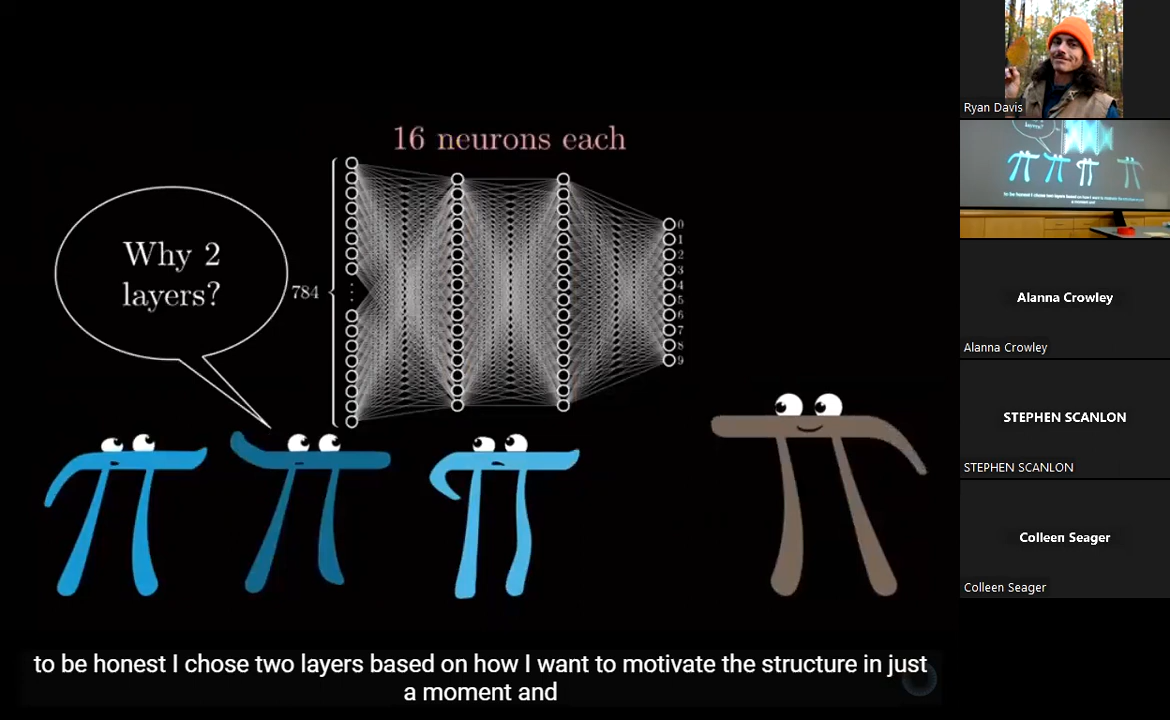 16 neurons each
Why 2
layers?
784
0
1
2
3
4
5
6
7
8
9
to be honest I chose two layers based on how I want to motivate the structure in just
a moment and
Ryan Davis
Alanna Crowley
Alanna Crowley
STEPHEN SCANLON
STEPHEN SCANLON
Colleen Seager
Colleen Seager